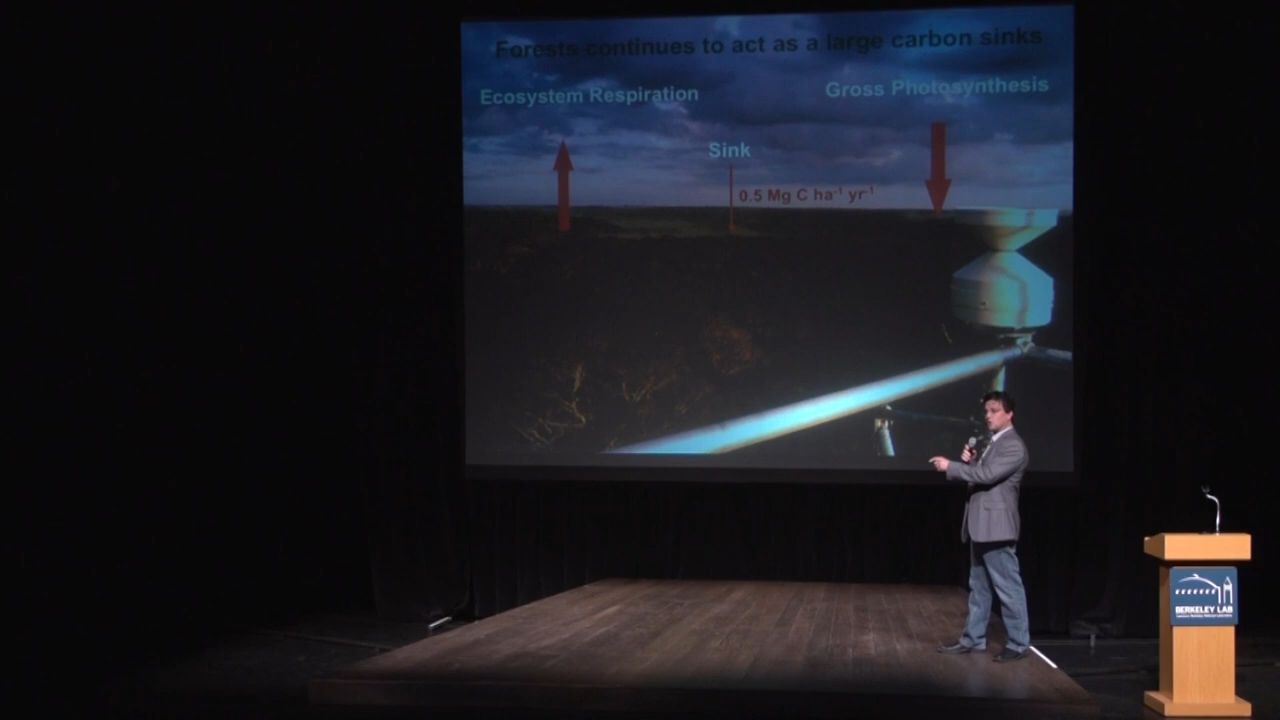 Forests continues to act as a large carbon sinks
Ecosystem Respiration
Gross Photosynthesis
Sink
0.5 Mg C ha⁻¹ yr⁻¹
BERKELEY LAB